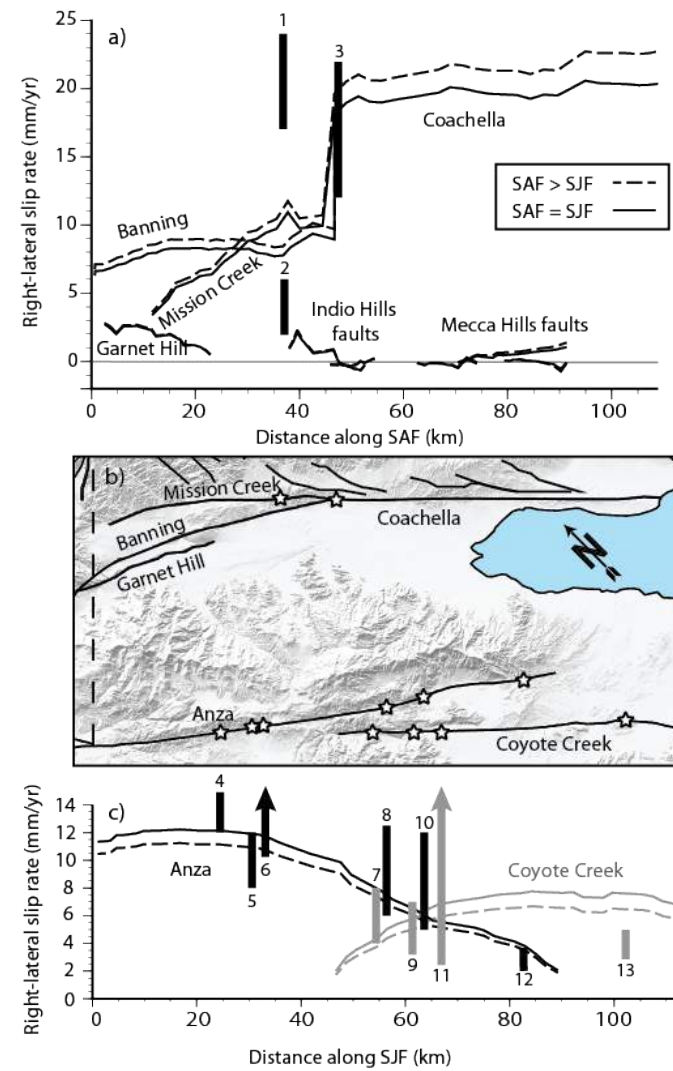 a)
Right-lateral slip rate (mm/yr)
25
20
15
10
5
0
1
3
2
Coachella
SAF > SJF
SAF = SJF
Banning
Mission Creek
Garnet Hill
Indio Hills
faults
Mecca Hills faults
0 20 40 60 80 100
Distance along SAF (km)
b)
Mission Creek
Banning
Garnet Hill
Coachella
N
Anza
Coyote Creek
c)
Right-lateral slip rate (mm/yr)
14
12
10
8
6
4
2
0
4
5
6
7
8
9
10
11
12
13
Anza
Coyote Creek
0 20 40 60 80 100
Distance along SJF (km)